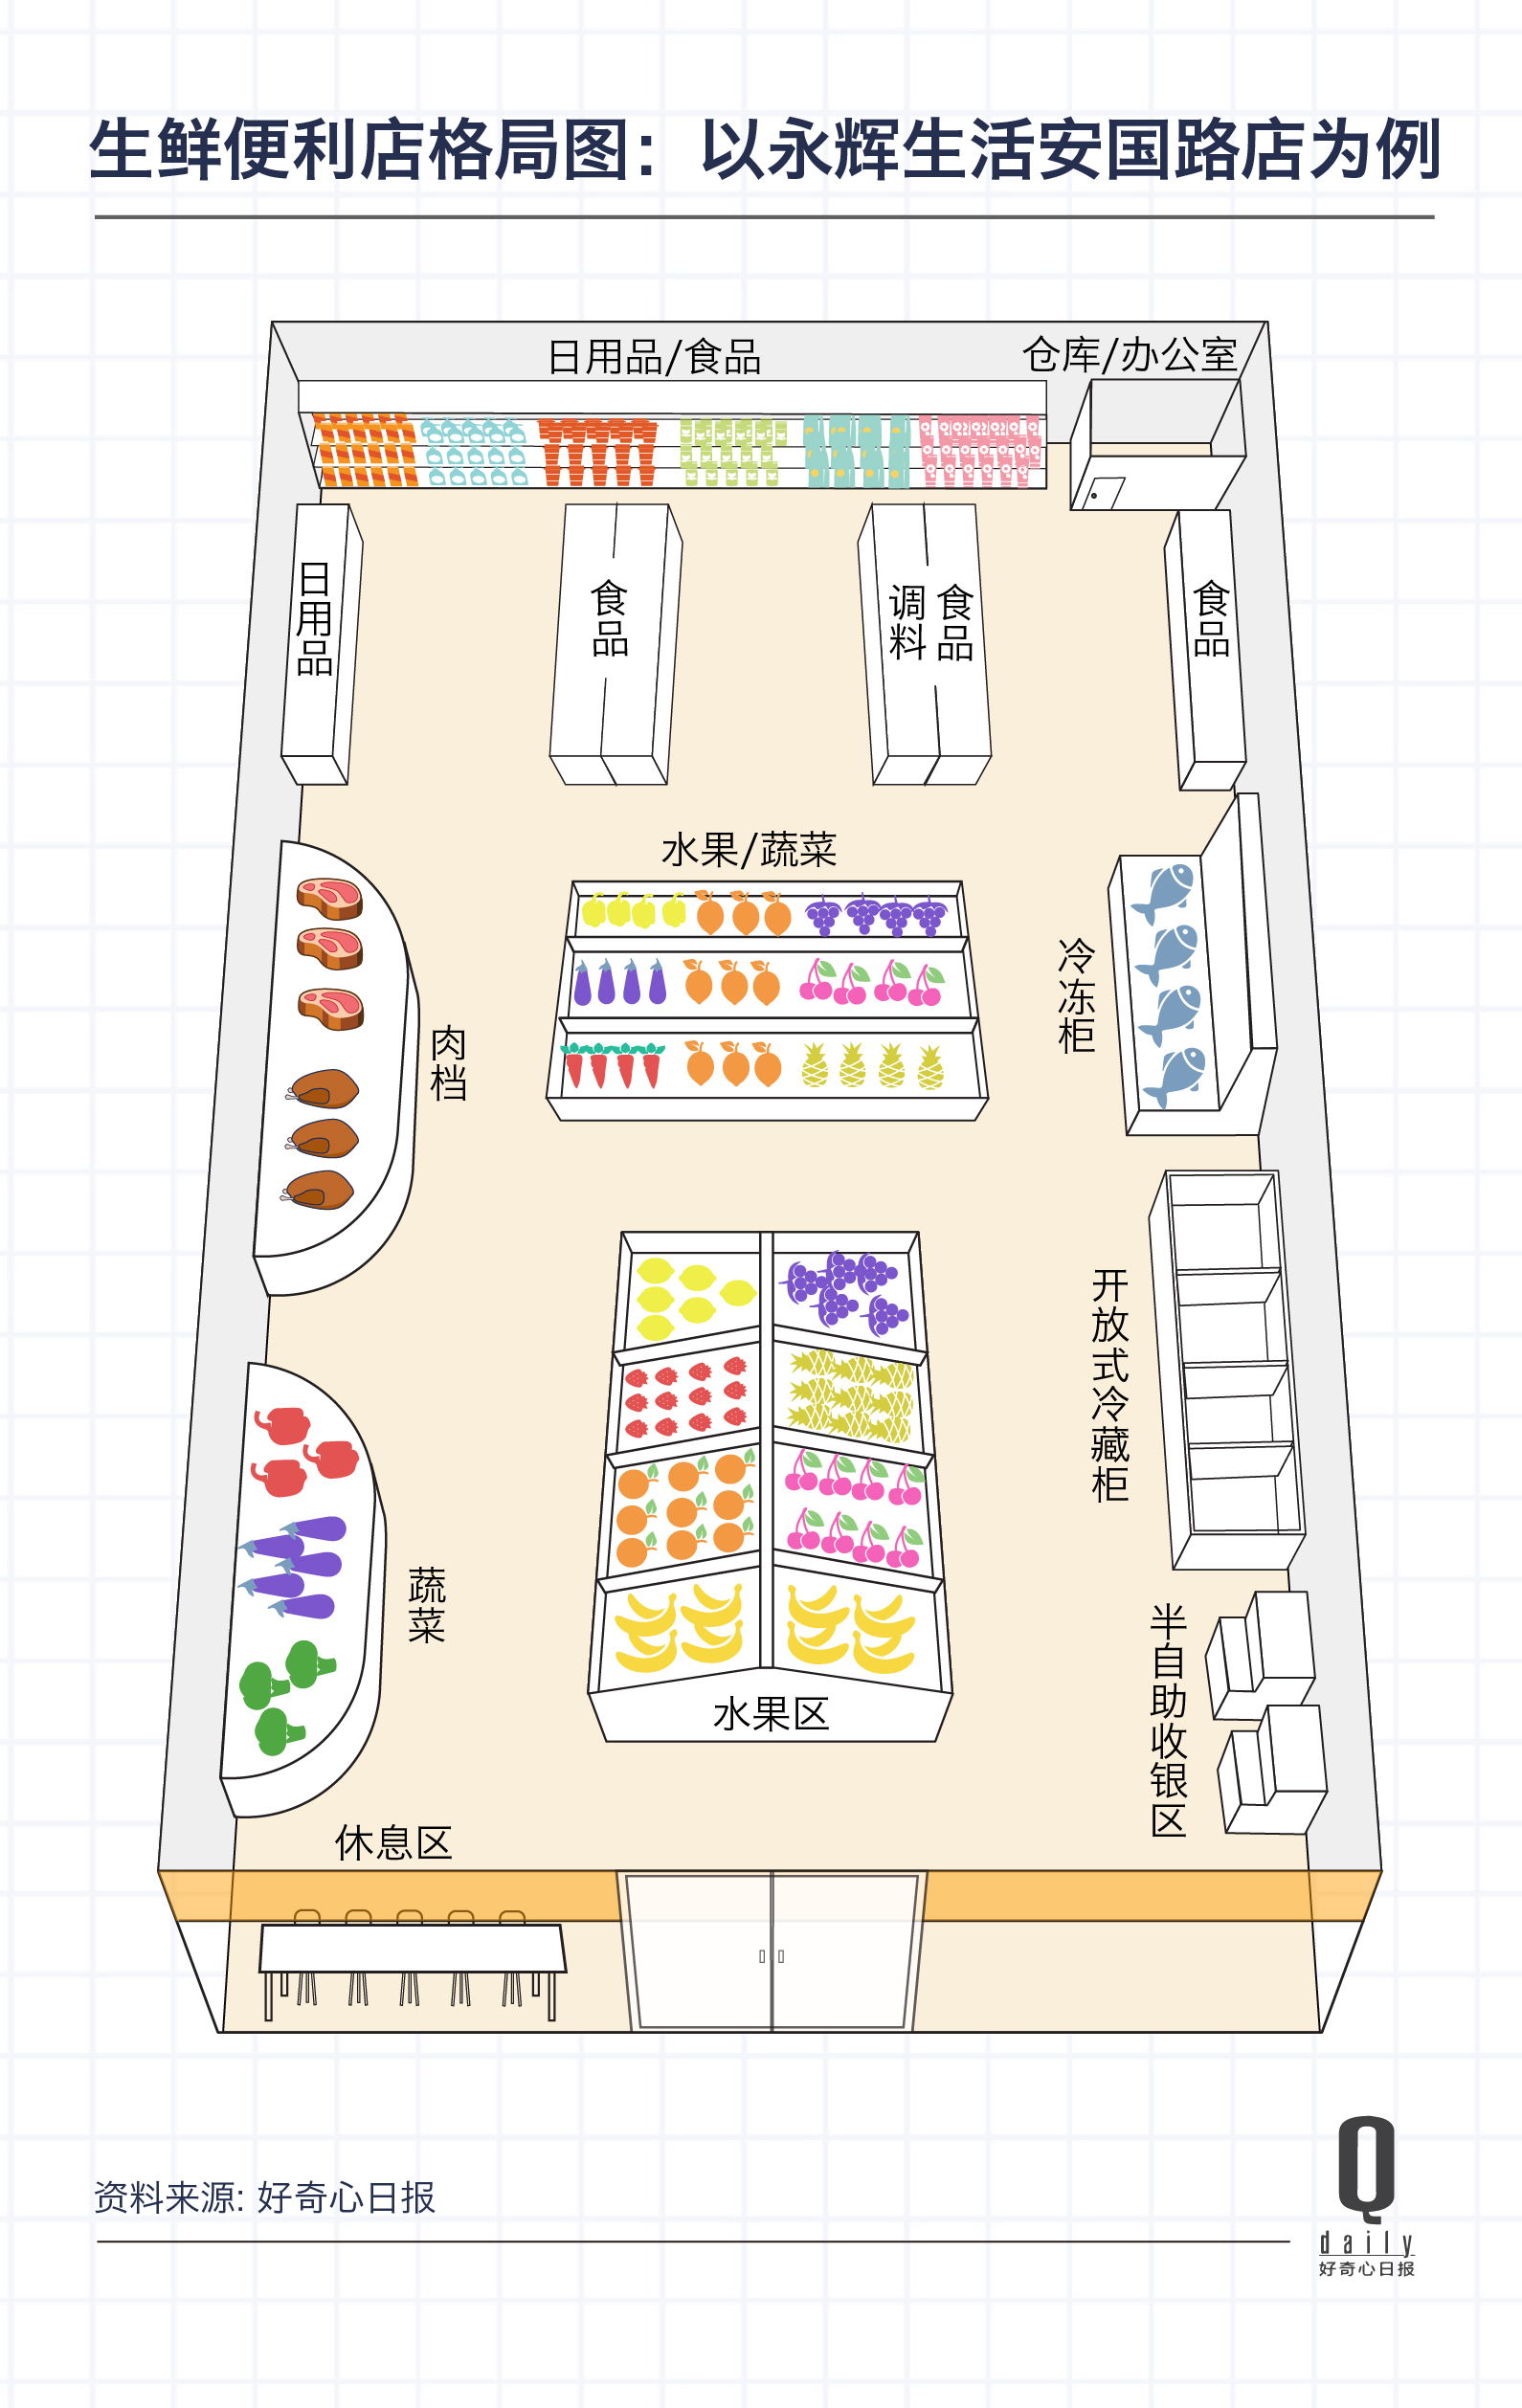 生鲜便利店格局图：以永辉生活安国路店为例
日用品/食品
仓库/办公室
日用品
食品
调料
食品
食品
水果/蔬菜
冷冻柜
肉档
开放式冷藏柜
蔬菜
半自助收银区
水果区
休息区
资料来源: 好奇心日报
Q
daily
好奇心日报